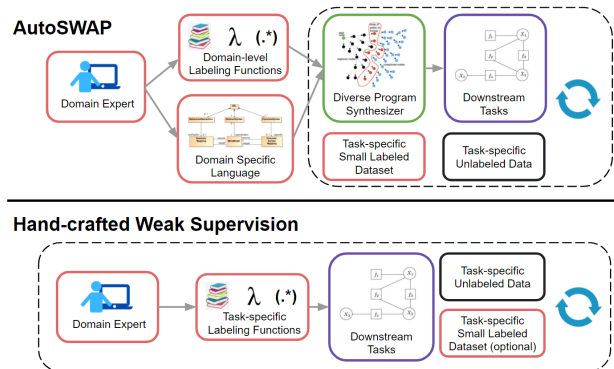 AutoSWAP
Domain Expert
λ (.*)
Domain-level
Labeling Functions
Domain Specific
Language
Diverse Program
Synthesizer
Downstream
Tasks
Task-specific
Small Labeled
Dataset
Task-specific
Unlabeled Data
Hand-crafted Weak Supervision
Domain Expert
λ (.*)
Task-specific
Labeling Functions
Downstream
Tasks
Task-specific
Unlabeled Data
Task-specific
Small Labeled
Dataset (optional)